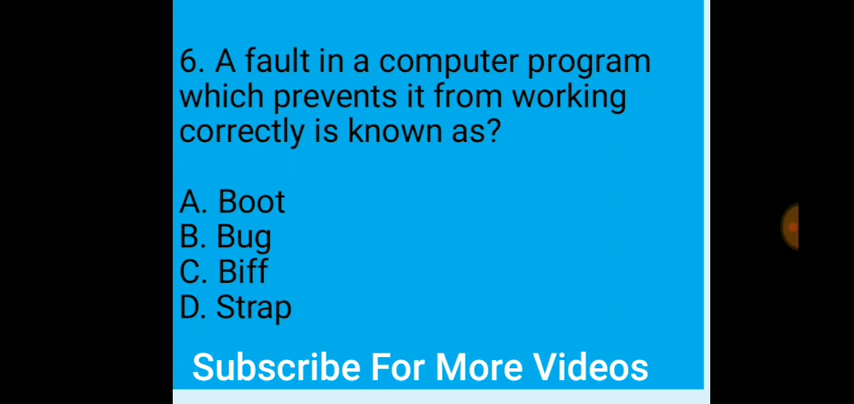 6. A fault in a computer program
which prevents it from working
correctly is known as?
A. Boot
B. Bug
C. Biff
D. Strap
Subscribe For More Videos